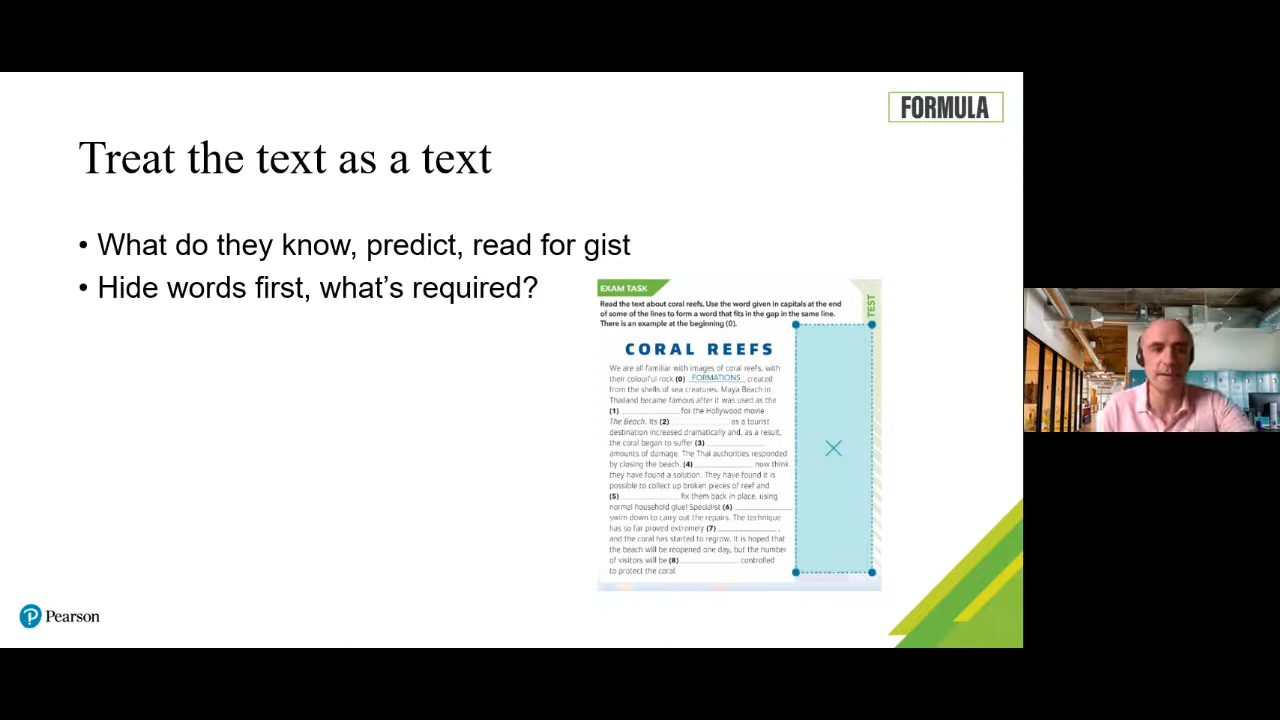 FORMULA
Treat the text as a text
• What do they know, predict, read for gist
• Hide words first, what's required?
EXAM TASK
Read the text about coral reefs. Use the word given in capitals at the end
of some of the lines to form a word that fits in the gap in the same line.
There is an example at the beginning (0).
TEST
CORAL REEFS
We are all familiar with images of coral reefs, with
their colourful rock (0) FORMATIONS created
from the shells of sea creatures. Maya Beach in
Thailand became famous after it was used as the
(1) ____________ for the Hollywood movie
The Beach. Its (2) ____________ as a tourist
destination increased dramatically and, as a result,
the coral began to suffer (3) ____________
amounts of damage. The Thai authorities responded
by closing the beach. (4) ____________ now think
they have found a solution. They have found it is
possible to collect up broken pieces of reef and
(5) ____________ fix them back in place, using
normal household glue! Specialist (6) ____________
swim down to carry out the repairs. The technique
has so far proved extremely (7) ____________ ,
and the coral has started to regrow. It is hoped that
the beach will be reopened one day, but the number
of visitors will be (8) ____________ controlled
to protect the coral.
P Pearson